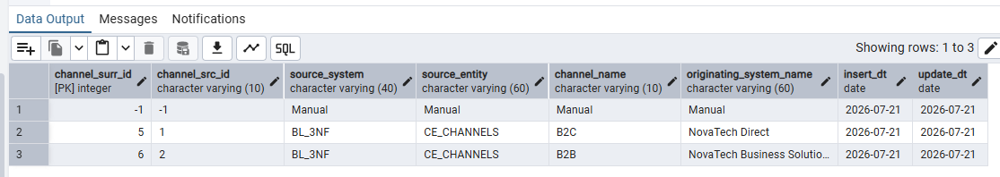 Data Output Messages Notifications
SQL Showing rows: 1 to 3
channel_surr_id channel_src_id source_system source_entity channel_name originating_system_name insert_dt update_dt
[PK] integer character varying (10) character varying (40) character varying (60) character varying (10) character varying (60) date date
1 -1 -1 Manual Manual Manual Manual 2026-07-21 2026-07-21
2 5 1 BL_3NF CE_CHANNELS B2C NovaTech Direct 2026-07-21 2026-07-21
3 6 2 BL_3NF CE_CHANNELS B2B NovaTech Business Solutio... 2026-07-21 2026-07-21